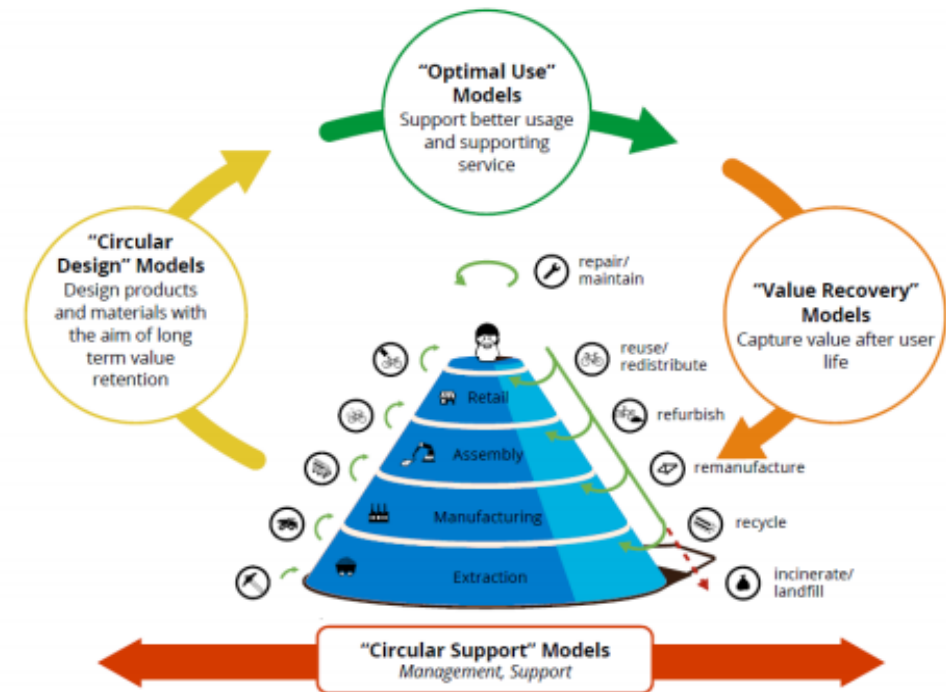 “Optimal Use”
Models
Support better usage
and supporting
service
“Circular
Design” Models
Design products
and materials with
the aim of long
term value
retention
“Value Recovery”
Models
Capture value after user
life
repair/
maintain
reuse/
redistribute
refurbish
remanufacture
recycle
incinerate/
landfill
Retail
Assembly
Manufacturing
Extraction
“Circular Support” Models
Management, Support